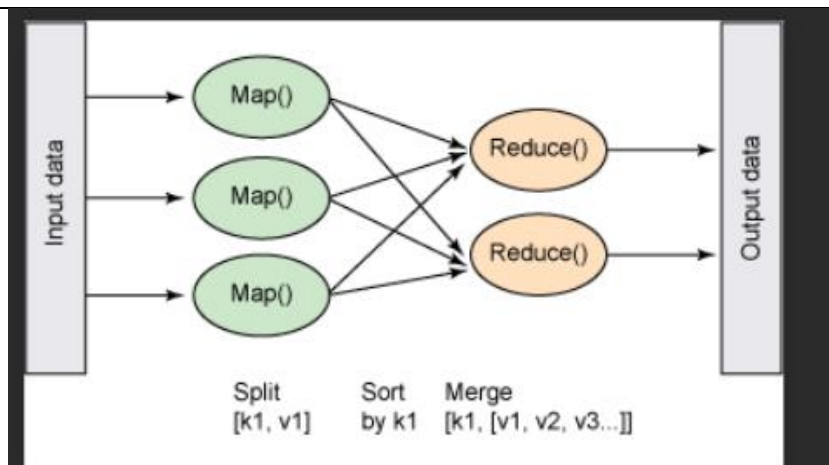 Input data
Map()
Map()
Map()
Reduce()
Reduce()
Output data
Split
[k1, v1]
Sort
by k1
Merge
[k1, [v1, v2, v3...]]